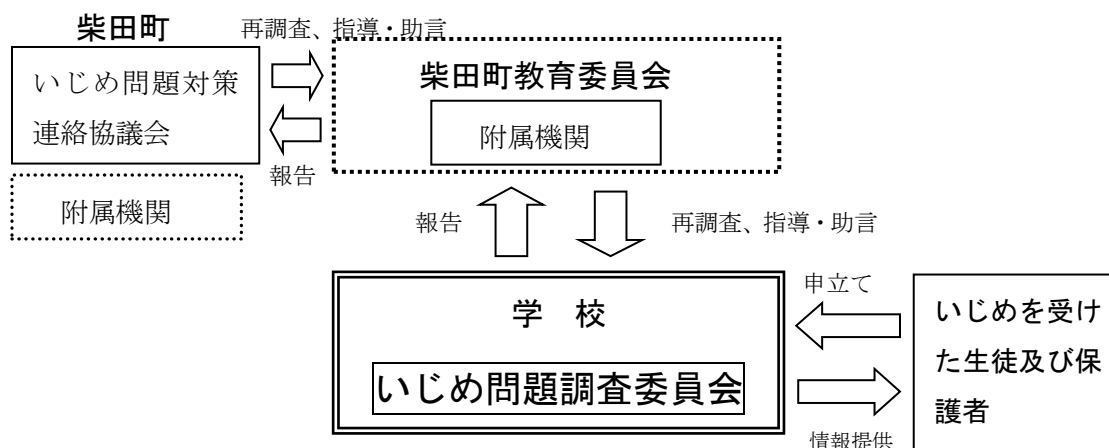 柴田町
再調査、指導・助言
いじめ問題対策
連絡協議会
柴田町教育委員会
附属機関
報告
附属機関
報告
再調査、指導・助言
学 校
いじめ問題調査委員会
申立て
いじめを受け
た生徒及び保
護者
情報提供